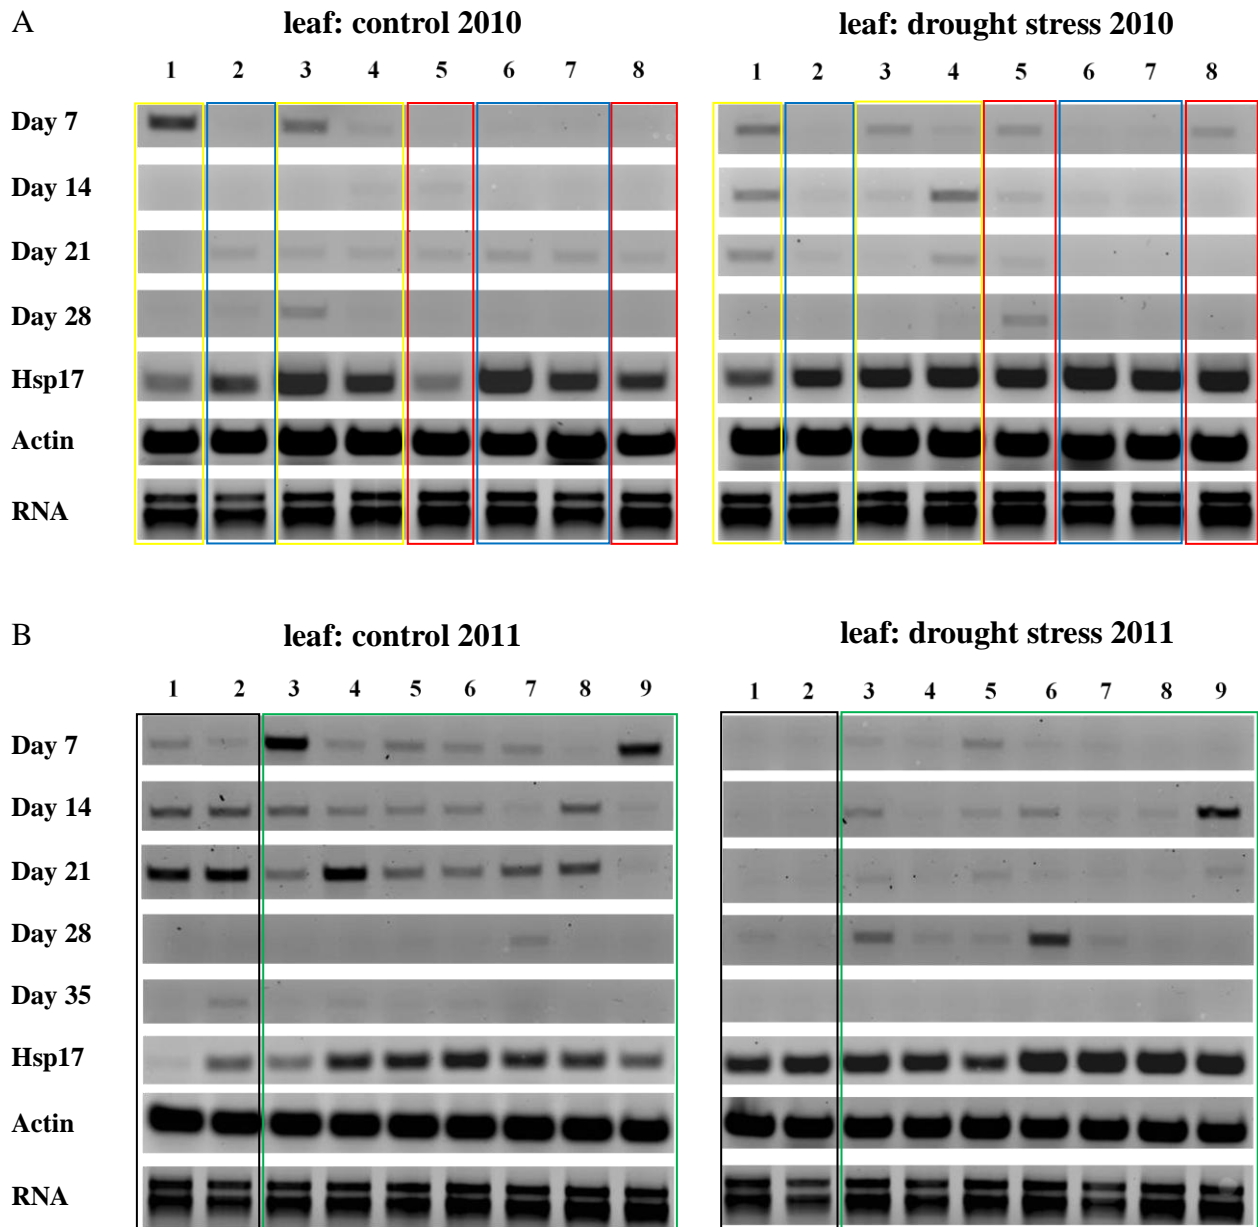 A
leaf: control 2010
leaf: drought stress 2010
1 2 3 4 5 6 7 8
1 2 3 4 5 6 7 8
Day 7
Day 14
Day 21
Day 28
Hsp17
Actin
RNA
B
leaf: control 2011
leaf: drought stress 2011
1 2 3 4 5 6 7 8 9
1 2 3 4 5 6 7 8 9
Day 7
Day 14
Day 21
Day 28
Day 35
Hsp17
Actin
RNA